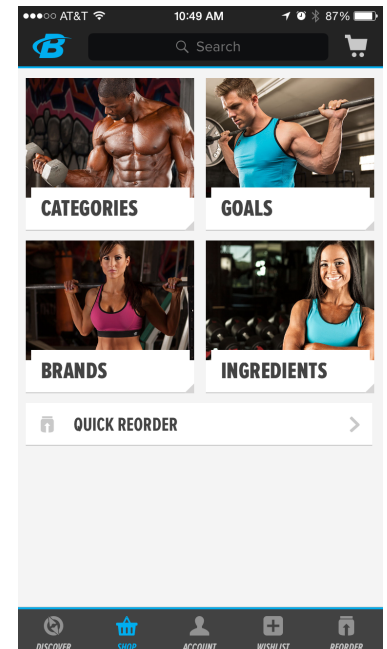 AT&T 10:49 AM 87%
Search
CATEGORIES GOALS
BRANDS INGREDIENTS
QUICK REORDER
DISCOVER SHOP ACCOUNT WISHLIST REORDER